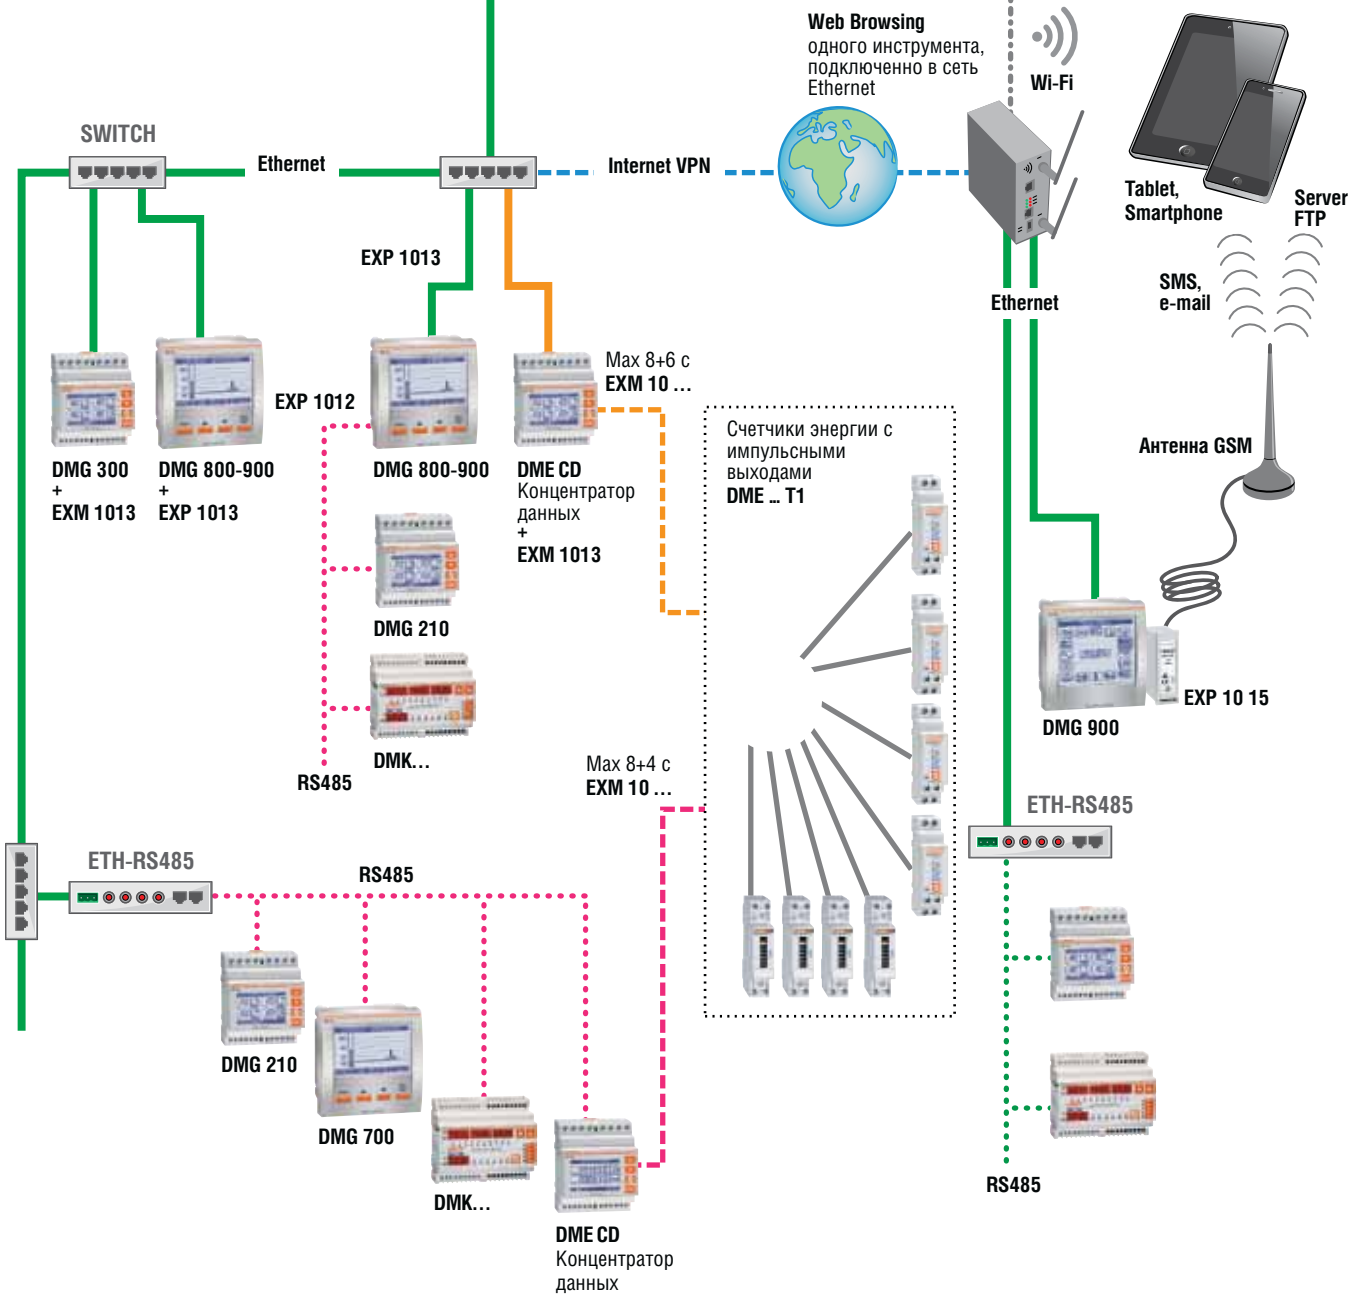 Web Browsing
одного инструмента,
подключенно в сеть
Ethernet
Wi-Fi
SWITCH
Ethernet
Internet VPN
Tablet,
Smartphone
Server
FTP
EXP 1013
SMS,
e-mail
Ethernet
Max 8+6 с
EXM 10 ...
EXP 1012
Счетчики энергии с
импульсными
выходами
DME ... T1
Антенна GSM
DMG 300
+
EXM 1013
DMG 800-900
+
EXP 1013
DMG 800-900
DME CD
Концентратор
данных
+
EXM 1013
DMG 210
EXP 10 15
DMG 900
DMK...
RS485
Max 8+4 с
EXM 10 ...
ETH-RS485
ETH-RS485
RS485
DMG 210
DMG 700
DMK...
RS485
DME CD
Концентратор
данных